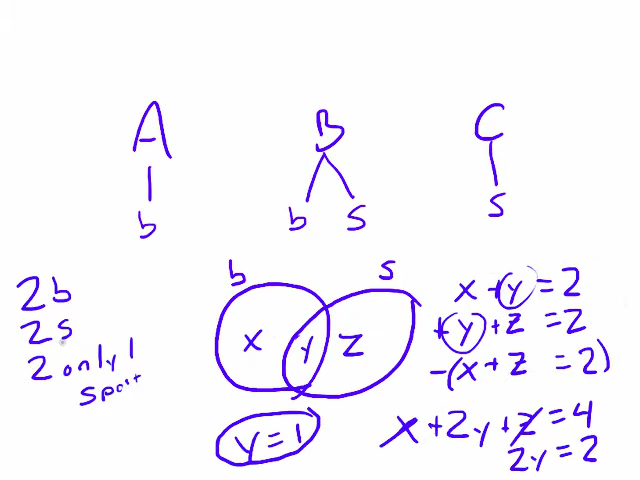 A B C
b b s s
2b
2s
2 only 1
sport
b s
x y z
y = 1
x + y = 2
+ y + z = 2
-(x + z = 2)
x + 2y + z = 4
2y = 2